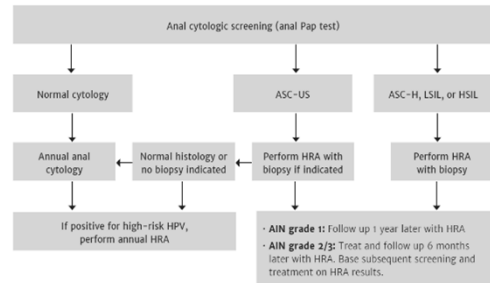 Anal cytologic screening (anal Pap test)
Normal cytology
ASC-US
ASC-H, LSIL, or HSIL
Annual anal
cytology
Normal histology or
no biopsy indicated
Perform HRA with
biopsy if indicated
Perform HRA
with biopsy
If positive for high-risk HPV,
perform annual HRA
· AIN grade 1: Follow up 1 year later with HRA
· AIN grade 2/3: Treat and follow up 6 months
later with HRA. Base subsequent screening and
treatment on HRA results.